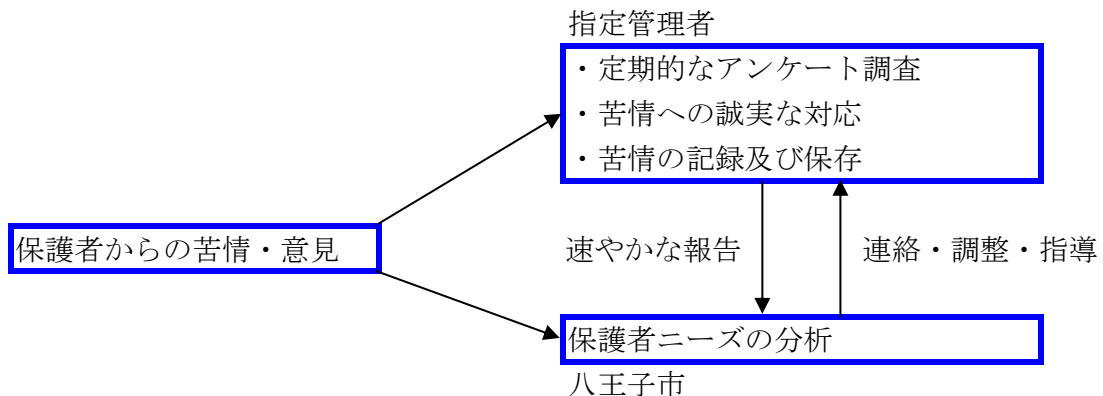 指定管理者
・定期的なアンケート調査
・苦情への誠実な対応
・苦情の記録及び保存
保護者からの苦情・意見
速やかな報告
連絡・調整・指導
保護者ニーズの分析
八王子市